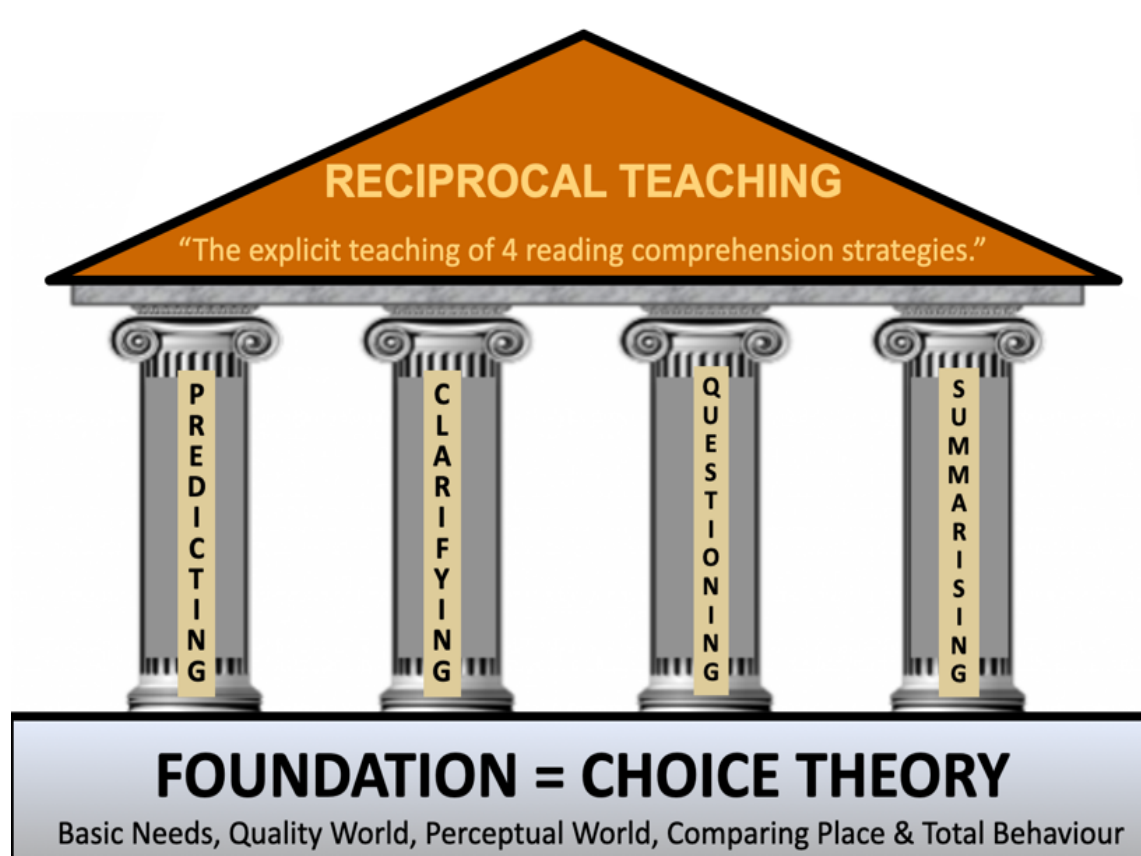 RECIPROCAL TEACHING
“The explicit teaching of 4 reading comprehension strategies.”
PREDICTING
CLARIFYING
QUESTIONING
SUMMARISING
FOUNDATION = CHOICE THEORY
Basic Needs, Quality World, Perceptual World, Comparing Place & Total Behaviour